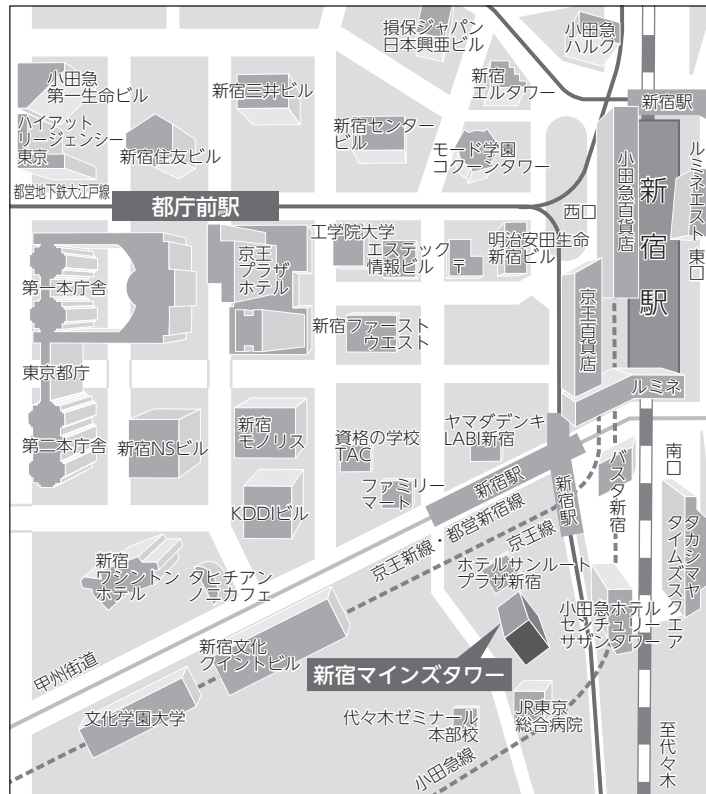 損保ジャパン
日本興亜ビル
小田急
ハルク
小田急
第一生命ビル
新宿三井ビル
新宿
エルタワー
新宿駅
ハイアット
リージェンシー
東京
新宿住友ビル
新宿センター
ビル
モード学園
コクーンタワー
小田急百貨店
新宿駅
ルミネエスト
東口
都営地下鉄大江戸線
都庁前駅
西口
第一本庁舎
京王
プラザ
ホテル
工学院大学
エステック
情報ビル
〒
明治安田生命
新宿ビル
新宿ファースト
ウエスト
京王百貨店
東京都庁
ルミネ
第二本庁舎
新宿NSビル
新宿
モノリス
資格の学校
TAC
ヤマダデンキ
LABI新宿
南口
KDDIビル
ファミリー
マート
新宿駅
新宿駅
バスタ新宿
タカシマヤ
タイムズスクエア
京王新線・都営新宿線
京王線
新宿
ワシントン
ホテル
タヒチアン
ノニカフェ
ホテルサンルート
プラザ新宿
小田急ホテル
センチュリー
サザンタワー
甲州街道
新宿文化
クイントビル
新宿マインズタワー
文化学園大学
代々木ゼミナール
本部校
JR東京
総合病院
小田急線
至代々木